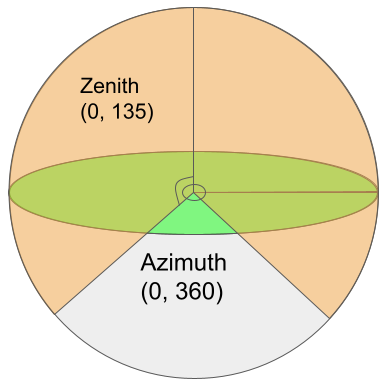 Zenith
(0, 135)
Azimuth
(0, 360)